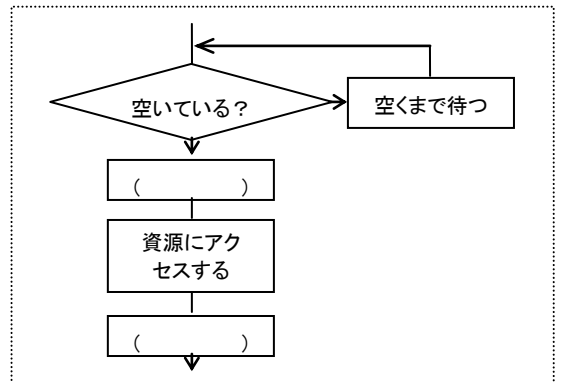 空いている？
空くまで待つ
(　　　　)
資源にアク
セスする
(　　　　)